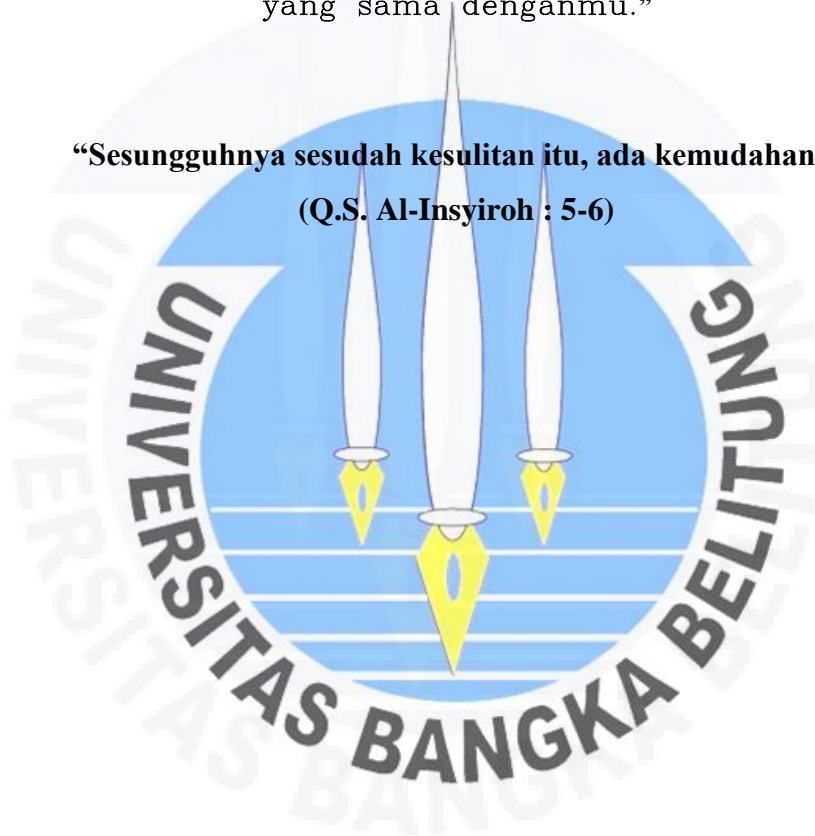 yang sama denganmu.”
“Sesungguhnya sesudah kesulitan itu, ada kemudahan
(Q.S. Al-Insyiroh : 5-6)
UNIVERSITAS BANGKA BELITUNG